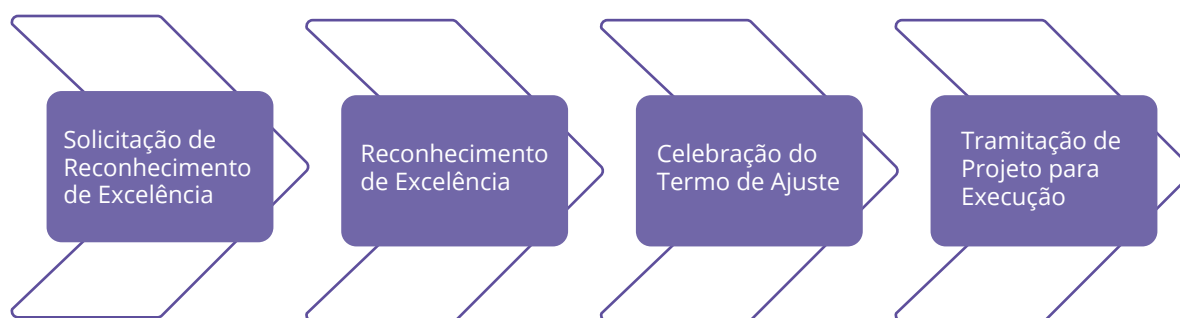 Solicitação de
Reconhecimento
de Excelência
Reconhecimento
de Excelência
Celebração do
Termo de Ajuste
Tramitação de
Projeto para
Execução